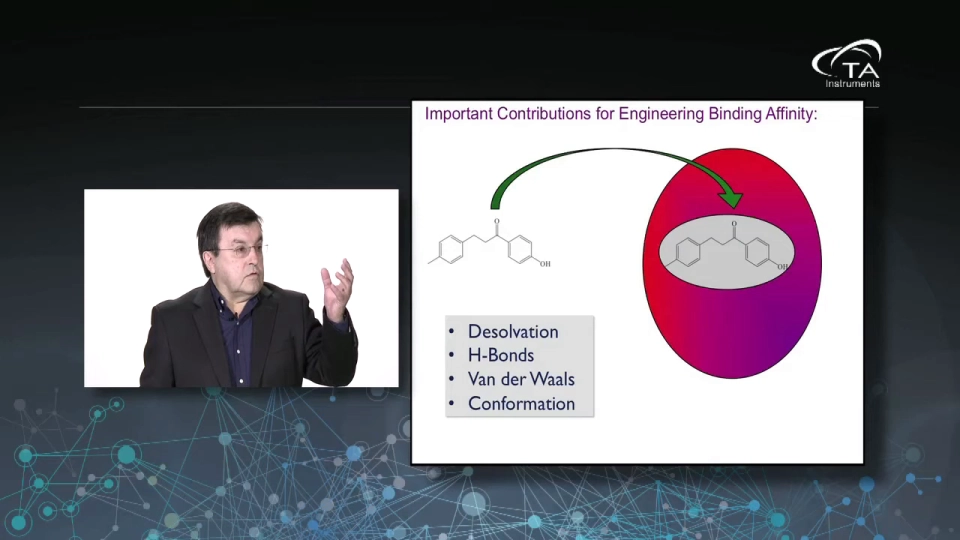 TA
Instruments
Important Contributions for Engineering Binding Affinity:
O
OH
O
OH
• Desolvation
• H-Bonds
• Van der Waals
• Conformation